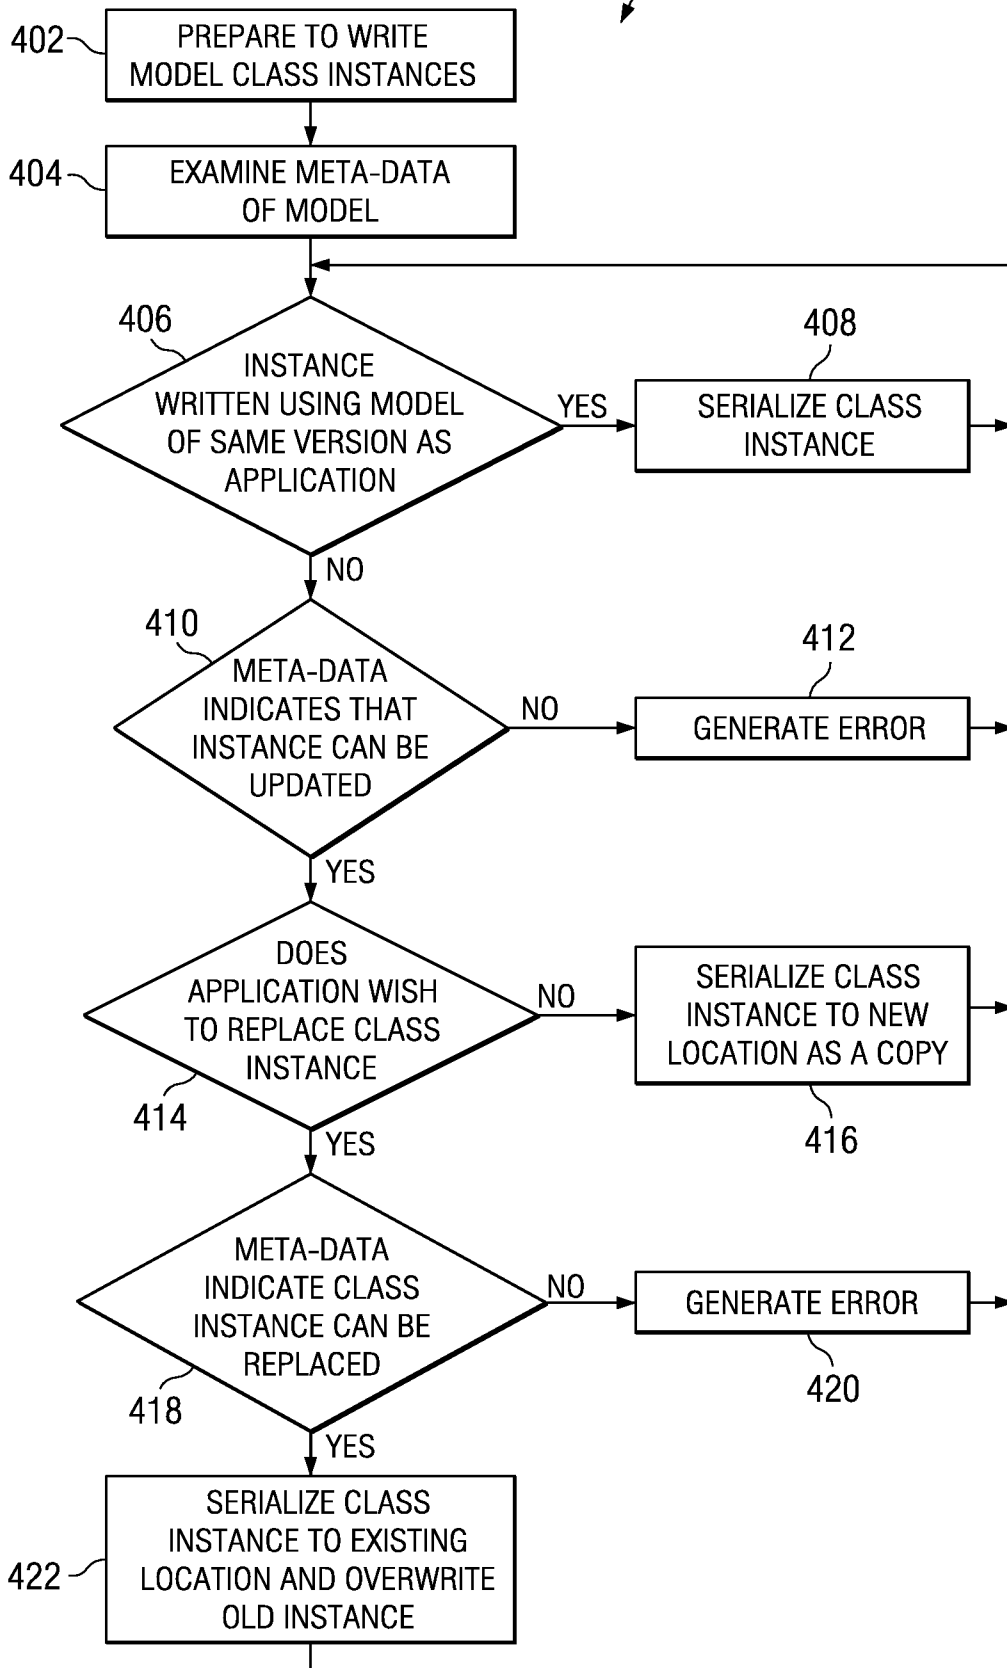 402
PREPARE TO WRITE
MODEL CLASS INSTANCES
404
EXAMINE META-DATA
OF MODEL
406
INSTANCE
WRITTEN USING MODEL
OF SAME VERSION AS
APPLICATION
YES
408
SERIALIZE CLASS
INSTANCE
NO
410
META-DATA
INDICATES THAT
INSTANCE CAN BE
UPDATED
NO
412
GENERATE ERROR
YES
DOES
APPLICATION WISH
TO REPLACE CLASS
INSTANCE
414
NO
SERIALIZE CLASS
INSTANCE TO NEW
LOCATION AS A COPY
416
YES
META-DATA
INDICATE CLASS
INSTANCE CAN BE
REPLACED
418
NO
GENERATE ERROR
420
YES
422
SERIALIZE CLASS
INSTANCE TO EXISTING
LOCATION AND OVERWRITE
OLD INSTANCE